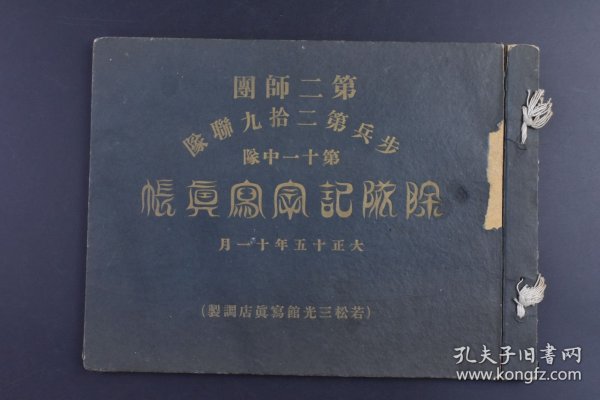 第二師團
步兵第二拾九聯隊
第十一中隊
除隊記念寫眞帳
大正十五年十一月
(若松三光館寫眞店調製)
孔夫子旧书网
www.kongfz.com